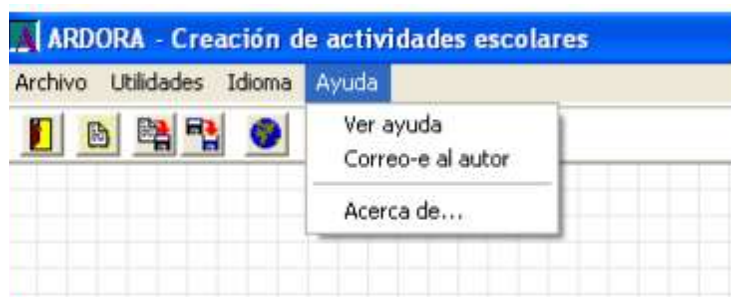 ARDORA - Creación de actividades escolares
Archivo Utilidades Idioma Ayuda
Ver ayuda
Correo-e al autor
Acerca de...